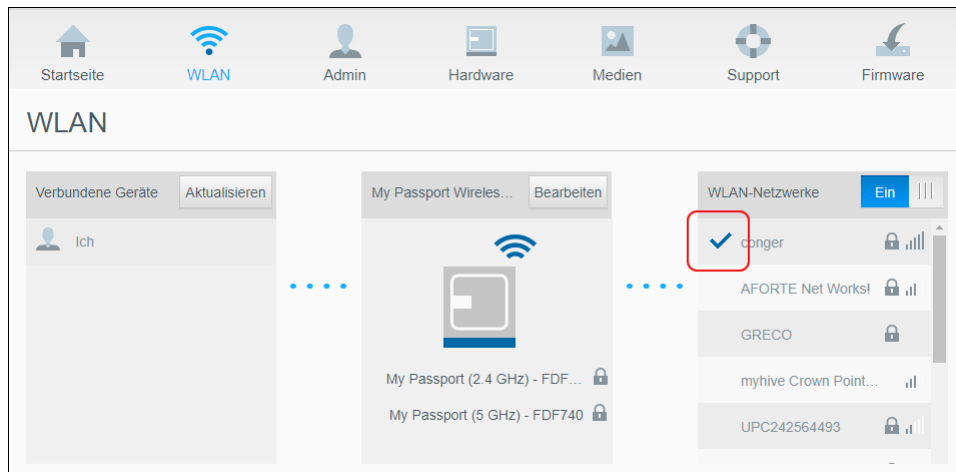 Startseite
WLAN
Admin
Hardware
Medien
Support
Firmware
WLAN
Verbundene Geräte
Aktualisieren
Ich
My Passport Wireles...
Bearbeiten
My Passport (2.4 GHz) - FDF...
My Passport (5 GHz) - FDF740
WLAN-Netzwerke
Ein
conger
AFORTE Net Works!
GRECO
myhive Crown Point...
UPC242564493